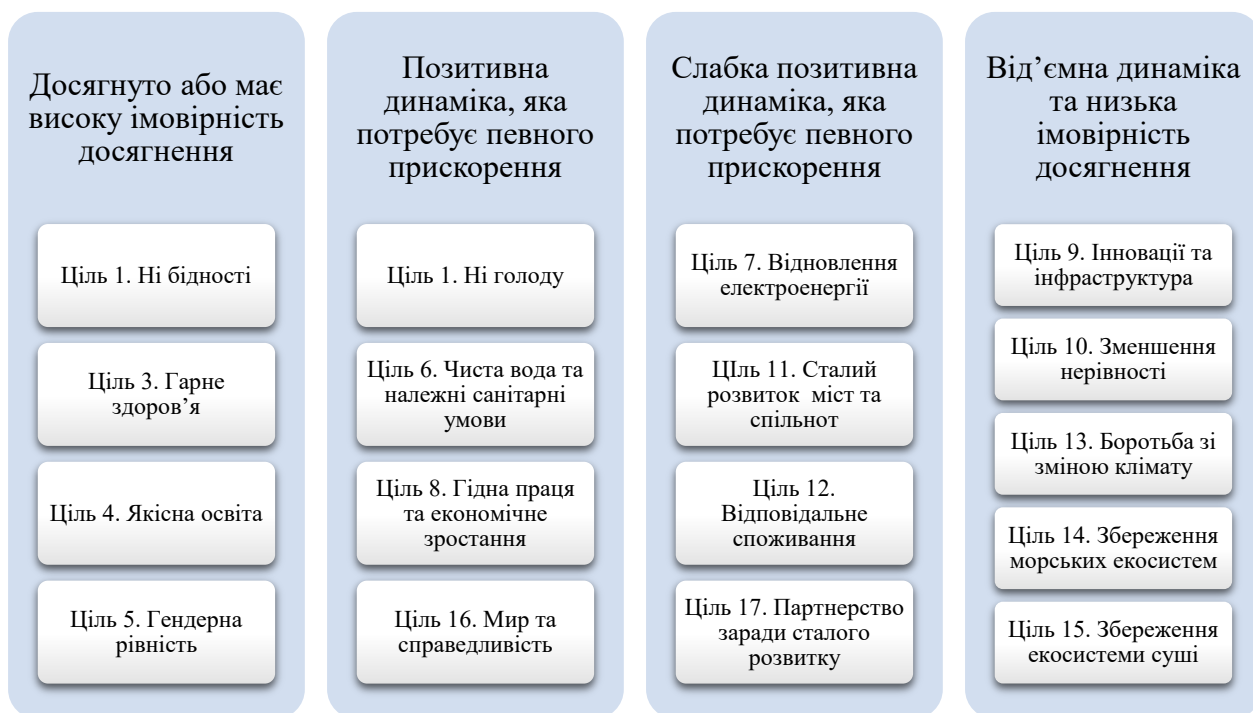 Досягнуто або має
високу імовірність
досягнення
Ціль 1. Ні бідності
Ціль 3. Гарне
здоров’я
Ціль 4. Якісна освіта
Ціль 5. Гендерна
рівність
Позитивна
динаміка, яка
потребує певного
прискорення
Ціль 1. Ні голоду
Ціль 6. Чиста вода та
належні санітарні
умови
Ціль 8. Гідна праця
та економічне
зростання
Ціль 16. Мир та
справедливість
Слабка позитивна
динаміка, яка
потребує певного
прискорення
Ціль 7. Відновлення
електроенергії
ЦІль 11. Сталий
розвиток  міст та
спільнот
Ціль 12.
Відповідальне
споживання
Ціль 17. Партнерство
заради сталого
розвитку
Від’ємна динаміка
та низька
імовірність
досягнення
Ціль 9. Інновації та
інфраструктура
Ціль 10. Зменшення
нерівності
Ціль 13. Боротьба зі
зміною клімату
Ціль 14. Збереження
морських екосистем
Ціль 15. Збереження
екосистеми суші